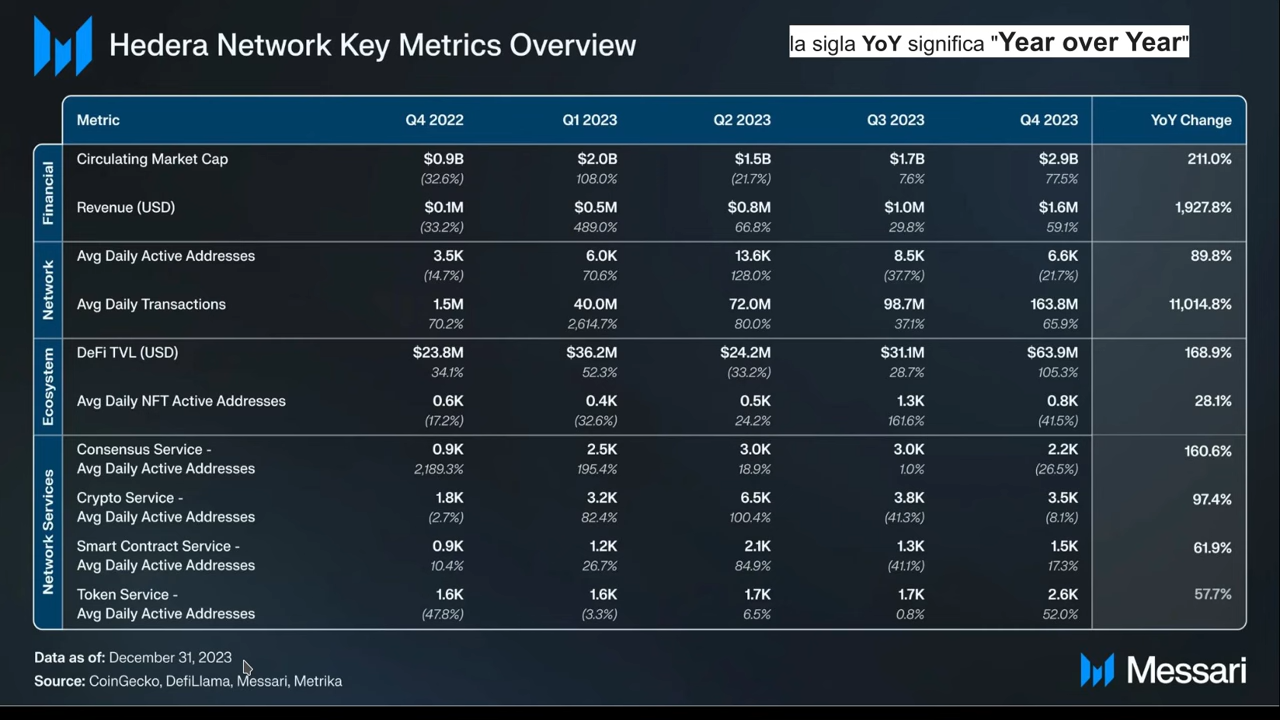 Hedera Network Key Metrics Overview
la sigla YoY significa "Year over Year"
Metric Q4 2022 Q1 2023 Q2 2023 Q3 2023 Q4 2023 YoY Change
Financial
Circulating Market Cap $0.9B $2.0B $1.5B $1.7B $2.9B 211.0%
(32.6%) 108.0% (21.7%) 7.6% 77.5%
Revenue (USD) $0.1M $0.5M $0.8M $1.0M $1.6M 1,927.8%
(33.2%) 489.0% 66.8% 29.8% 59.1%
Network
Avg Daily Active Addresses 3.5K 6.0K 13.6K 8.5K 6.6K 89.8%
(14.7%) 70.6% 128.0% (37.7%) (21.7%)
Avg Daily Transactions 1.5M 40.0M 72.0M 98.7M 163.8M 11,014.8%
70.2% 2,614.7% 80.0% 37.1% 65.9%
Ecosystem
DeFi TVL (USD) $23.8M $36.2M $24.2M $31.1M $63.9M 168.9%
34.1% 52.3% (33.2%) 28.7% 105.3%
Avg Daily NFT Active Addresses 0.6K 0.4K 0.5K 1.3K 0.8K 28.1%
(17.2%) (32.6%) 24.2% 161.6% (41.5%)
Network Services
Consensus Service - 0.9K 2.5K 3.0K 3.0K 2.2K 160.6%
Avg Daily Active Addresses 2,189.3% 195.4% 18.9% 1.0% (26.5%)
Crypto Service - 1.8K 3.2K 6.5K 3.8K 3.5K 97.4%
Avg Daily Active Addresses (2.7%) 82.4% 100.4% (41.3%) (8.1%)
Smart Contract Service - 0.9K 1.2K 2.1K 1.3K 1.5K 61.9%
Avg Daily Active Addresses 10.4% 26.7% 84.9% (41.1%) 17.3%
Token Service - 1.6K 1.6K 1.7K 1.7K 2.6K 57.7%
Avg Daily Active Addresses (47.8%) (3.3%) 6.5% 0.8% 52.0%
Data as of: December 31, 2023
Source: CoinGecko, DefiLlama, Messari, Metrika
Messari